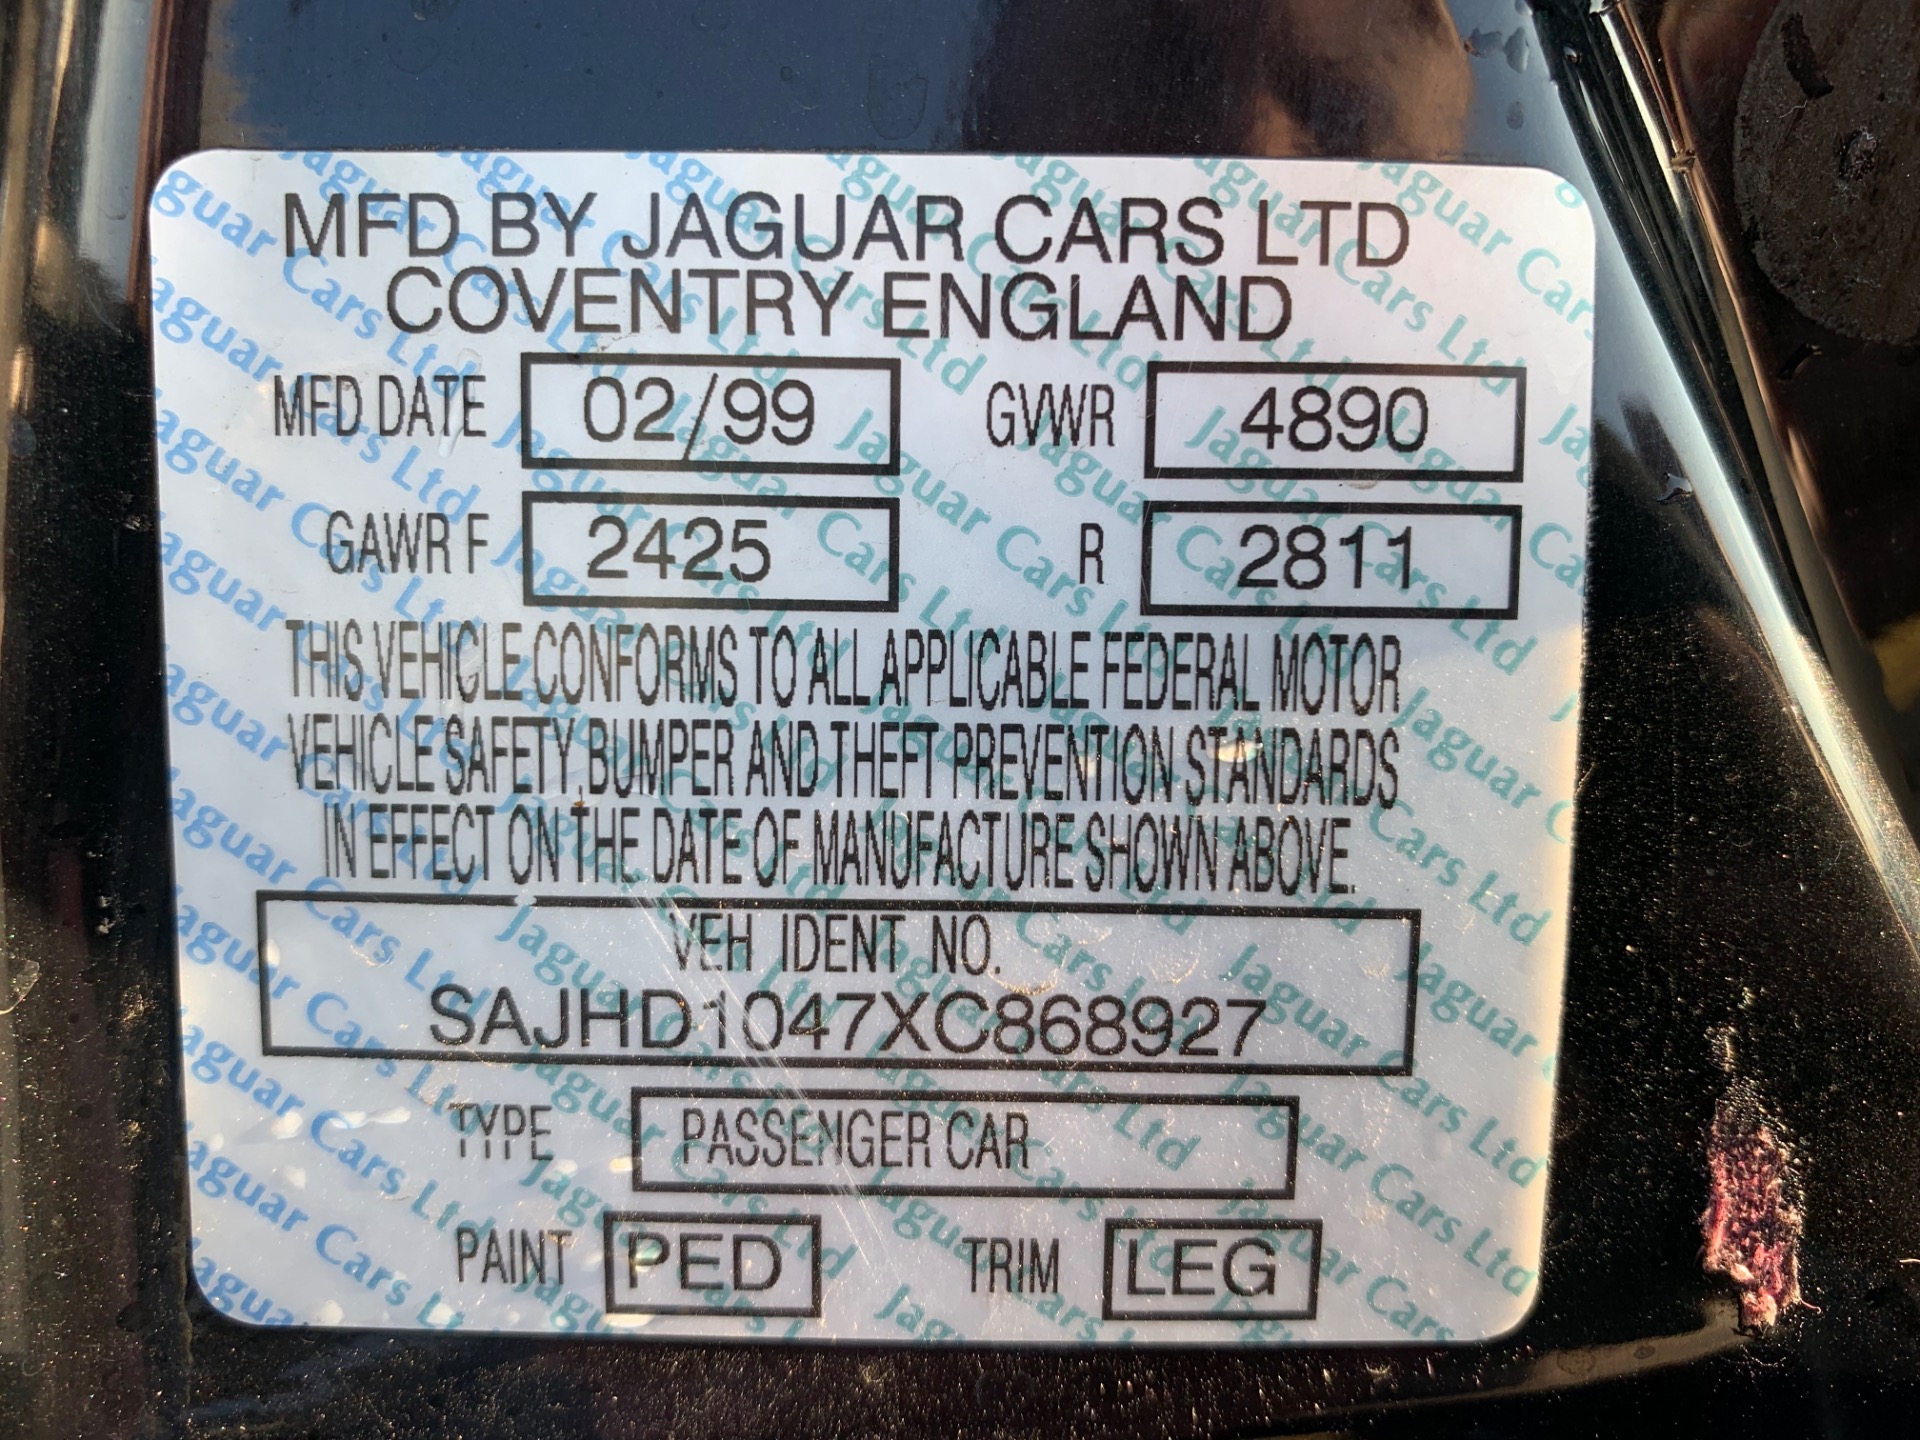 MFD BY JAGUAR CARS LTD
COVENTRY ENGLAND
MFD DATE 02/99 GVWR 4890
GAWR F 2425 R 2811
THIS VEHICLE CONFORMS TO ALL APPLICABLE FEDERAL MOTOR
VEHICLE SAFETY,BUMPER AND THEFT PREVENTION STANDARDS
IN EFFECT ON THE DATE OF MANUFACTURE SHOWN ABOVE.
VEH IDENT NO.
SAJHD1047XC868927
TYPE PASSENGER CAR
PAINT PED TRIM LEG